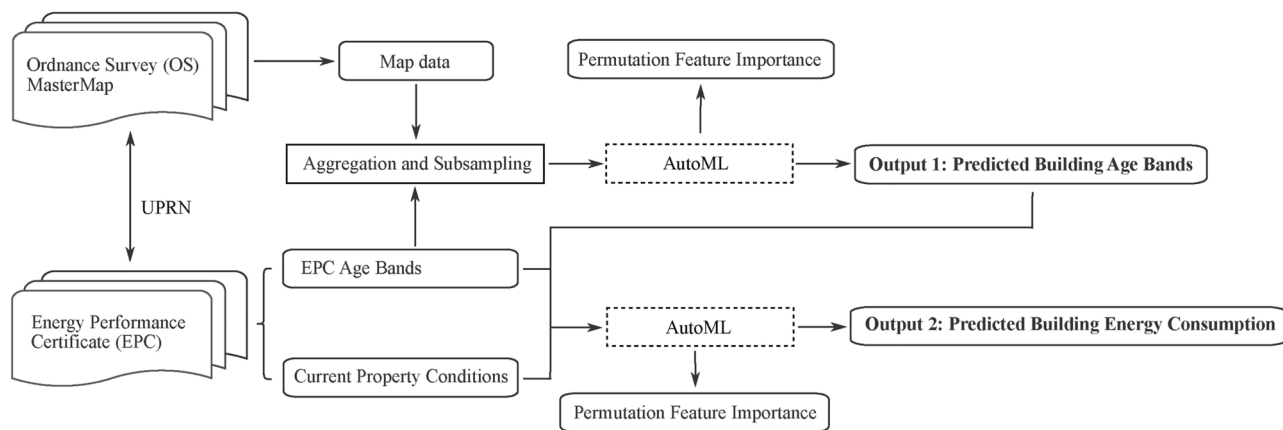 Ordnance Survey (OS)
MasterMap
Map data
Permutation Feature Importance
Aggregation and Subsampling
AutoML
Output 1: Predicted Building Age Bands
UPRN
EPC Age Bands
Energy Performance
Certificate (EPC)
AutoML
Output 2: Predicted Building Energy Consumption
Current Property Conditions
Permutation Feature Importance